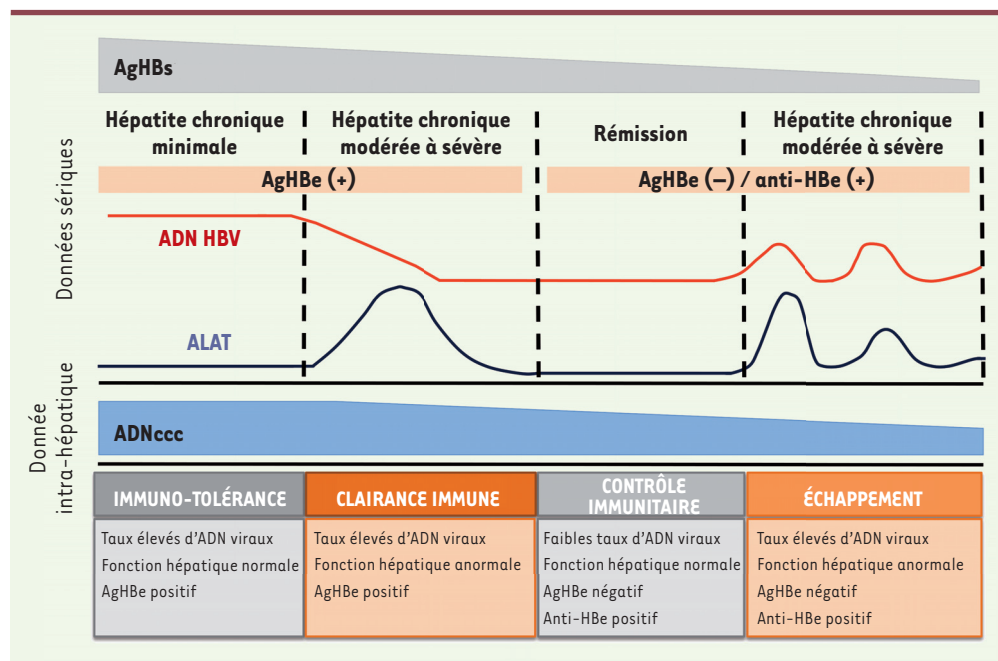 AgHBs
Hépatite chronique
minimale
Hépatite chronique
modérée à sévère
Rémission
Hépatite chronique
modérée à sévère
Données sériques
AgHBe (+)
AgHBe (–) / anti-HBe (+)
ADN HBV
ALAT
Donnée
intra-hépatique
ADNccc
IMMUNO-TOLÉRANCE
Taux élevés d'ADN viraux
Fonction hépatique normale
AgHBe positif
CLAIRANCE IMMUNE
Taux élevés d'ADN viraux
Fonction hépatique anormale
AgHBe positif
CONTRÔLE
IMMUNITAIRE
Faibles taux d'ADN viraux
Fonction hépatique normale
AgHBe négatif
Anti-HBe positif
ÉCHAPPEMENT
Taux élevés d'ADN viraux
Fonction hépatique anormale
AgHBe négatif
Anti-HBe positif